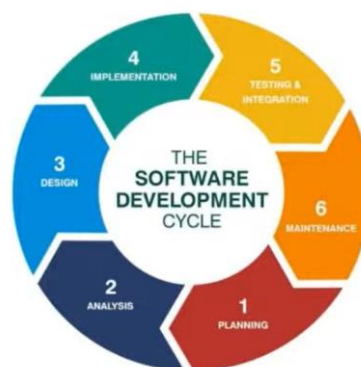 THE
SOFTWARE
DEVELOPMENT
CYCLE
1
PLANNING
2
ANALYSIS
3
DESIGN
4
IMPLEMENTATION
5
TESTING &
INTEGRATION
6
MAINTENANCE